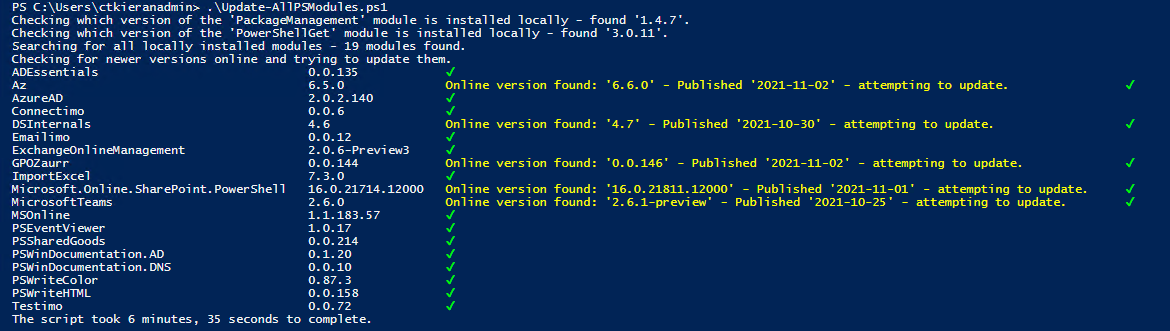 PS C:\Users\ctkieranadmin> .\Update-AllPSModules.ps1
Checking which version of the 'PackageManagement' module is installed locally - found '1.4.7'.
Checking which version of the 'PowerShellGet' module is installed locally - found '3.0.11'.
Searching for all locally installed modules - 19 modules found.
Checking for newer versions online and trying to update them.
ADEssentials 0.0.135 ✓
Az 6.5.0 Online version found: '6.6.0' - Published '2021-11-02' - attempting to update. ✓
AzureAD 2.0.2.140 ✓
Connectimo 0.0.6 ✓
DSInternals 4.6 Online version found: '4.7' - Published '2021-10-30' - attempting to update. ✓
Emailimo 0.0.12 ✓
ExchangeOnlineManagement 2.0.6-Preview3 ✓
GPOZaurr 0.0.144 Online version found: '0.0.146' - Published '2021-11-02' - attempting to update. ✓
ImportExcel 7.3.0 ✓
Microsoft.Online.SharePoint.PowerShell 16.0.21714.12000 Online version found: '16.0.21811.12000' - Published '2021-11-01' - attempting to update. ✓
MicrosoftTeams 2.6.0 Online version found: '2.6.1-preview' - Published '2021-10-25' - attempting to update. ✓
MSOnline 1.1.183.57 ✓
PSEventViewer 1.0.17 ✓
PSSharedGoods 0.0.214 ✓
PSWinDocumentation.AD 0.1.20 ✓
PSWinDocumentation.DNS 0.0.10 ✓
PSWriteColor 0.87.3 ✓
PSWriteHTML 0.0.158 ✓
Testimo 0.0.72 ✓
The script took 6 minutes, 35 seconds to complete.